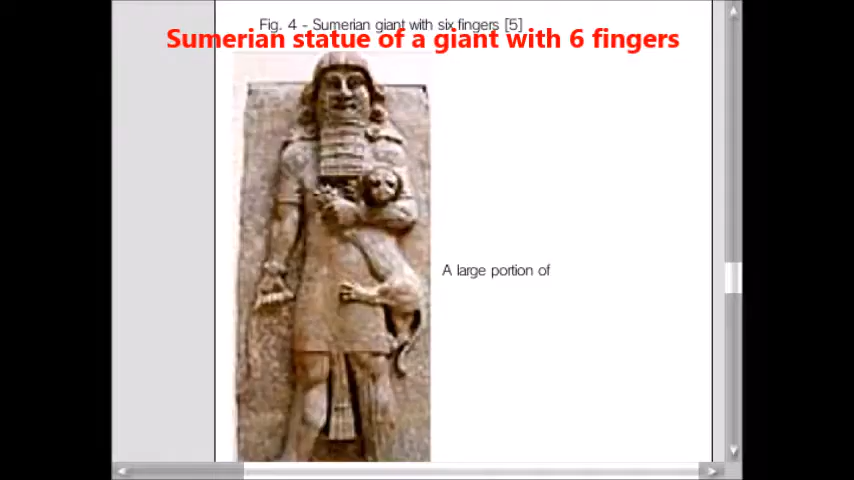 Fig. 4 - Sumerian giant with six fingers [5]
Sumerian statue of a giant with 6 fingers
A large portion of